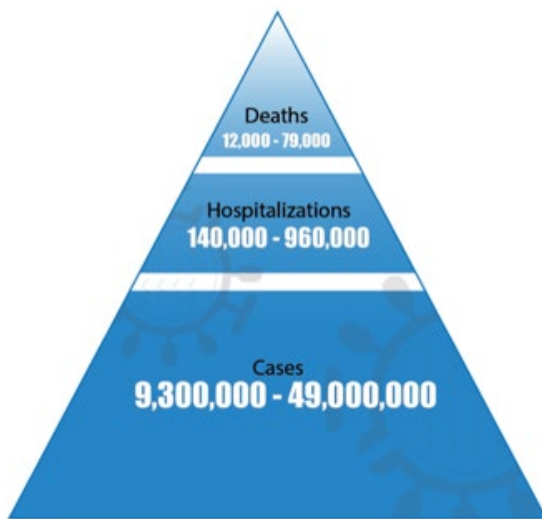 Deaths
12,000 - 79,000
Hospitalizations
140,000 - 960,000
Cases
9,300,000 - 49,000,000